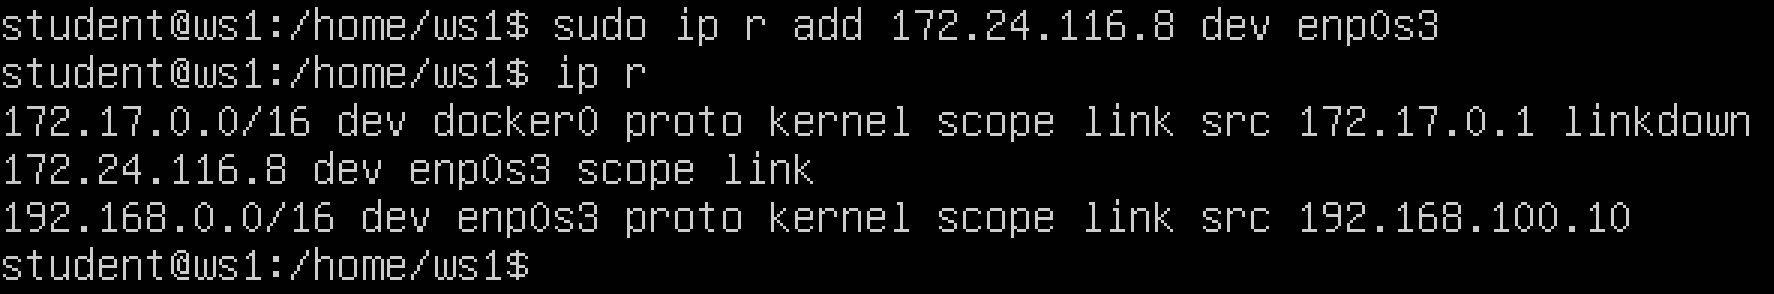 student@ws1:/home/ws1$ sudo ip r add 172.24.116.8 dev enp0s3
student@ws1:/home/ws1$ ip r
172.17.0.0/16 dev docker0 proto kernel scope link src 172.17.0.1 linkdown
172.24.116.8 dev enp0s3 scope link
192.168.0.0/16 dev enp0s3 proto kernel scope link src 192.168.100.10
student@ws1:/home/ws1$